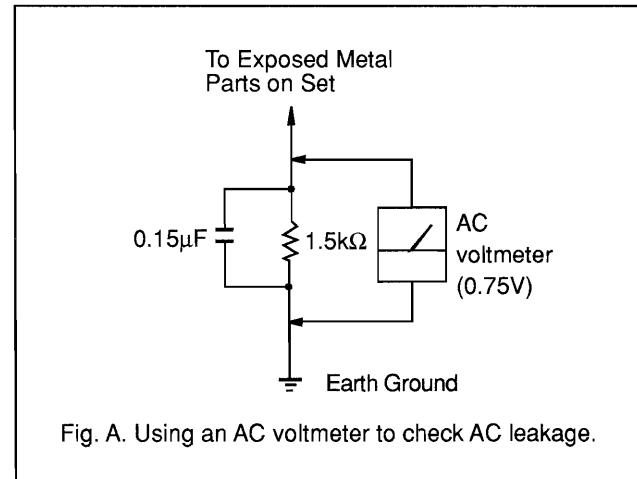 To Exposed Metal
Parts on Set
0.15µF
1.5kΩ
AC
voltmeter
(0.75V)
Earth Ground
Fig. A. Using an AC voltmeter to check AC leakage.